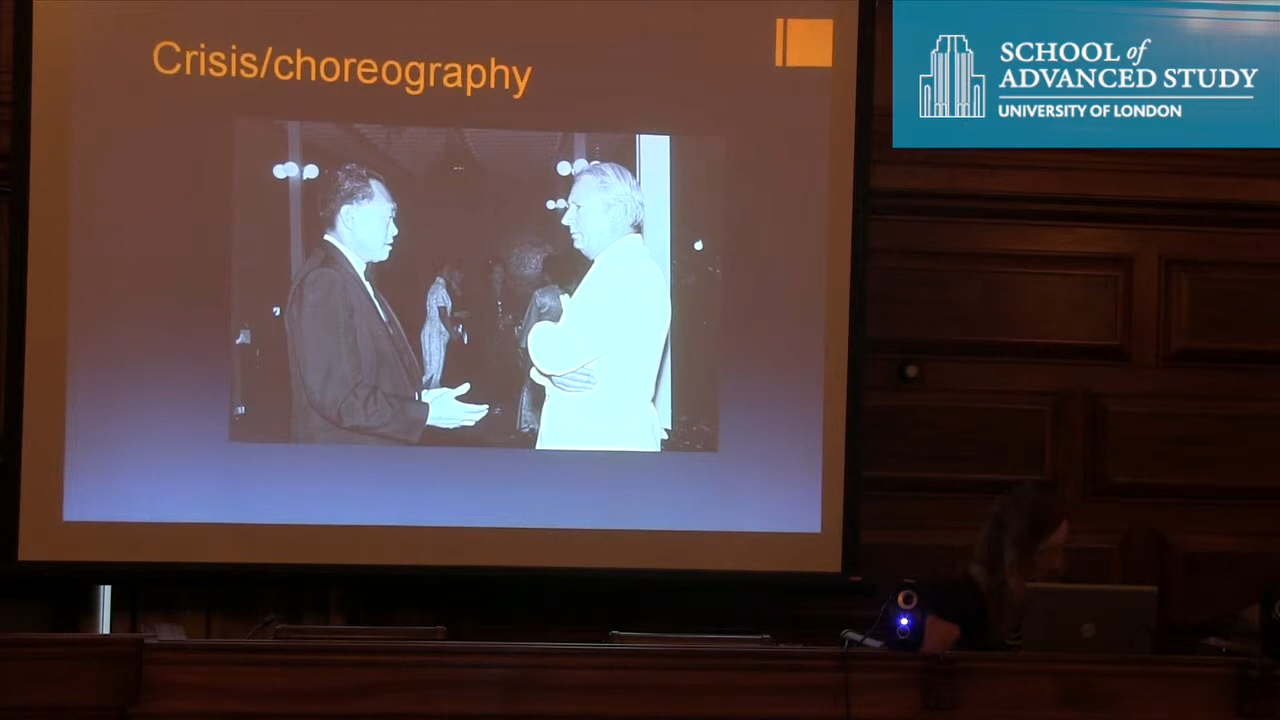 Crisis/choreography
SCHOOL of
ADVANCED STUDY
UNIVERSITY OF LONDON